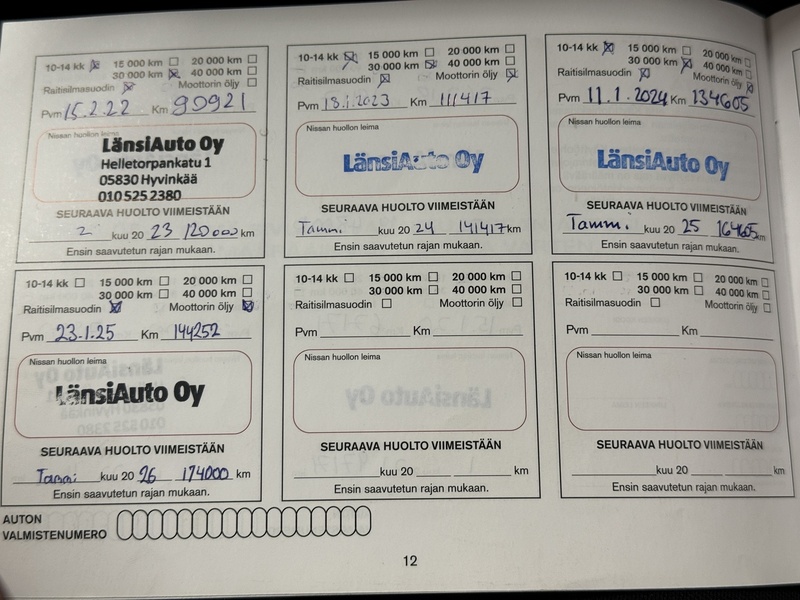 10-14 kk 15 000 km 20 000 km
30 000 km 40 000 km
Raitisilmasuodin Moottorin öljy
Pvm 15.2.22 Km 90921
Nissan huollon leima
LänsiAuto Oy
Helletorpankatu 1
05830 Hyvinkää
010 525 2380
SEURAAVA HUOLTO VIIMEISTÄÄN
2 kuu 20 23 120000 km
Ensin saavutetun rajan mukaan.
10-14 kk 15 000 km 20 000 km
30 000 km 40 000 km
Raitisilmasuodin Moottorin öljy
Pvm 13.1.2023 Km 111417
Nissan huollon leima
LänsiAuto Oy
SEURAAVA HUOLTO VIIMEISTÄÄN
Tammi kuu 20 24 141417 km
Ensin saavutetun rajan mukaan.
10-14 kk 15 000 km 20 000 km
30 000 km 40 000 km
Raitisilmasuodin Moottorin öljy
Pvm 11.1.2024 Km 134605
Nissan huollon leima
LänsiAuto Oy
SEURAAVA HUOLTO VIIMEISTÄÄN
Tammi kuu 20 25 164605 km
Ensin saavutetun rajan mukaan.
10-14 kk 15 000 km 20 000 km
30 000 km 40 000 km
Raitisilmasuodin Moottorin öljy
Pvm 23.1.25 Km 144252
Nissan huollon leima
LänsiAuto Oy
SEURAAVA HUOLTO VIIMEISTÄÄN
Tammi kuu 20 26 174000 km
Ensin saavutetun rajan mukaan.
10-14 kk 15 000 km 20 000 km
30 000 km 40 000 km
Raitisilmasuodin Moottorin öljy
Pvm Km
Nissan huollon leima
SEURAAVA HUOLTO VIIMEISTÄÄN
kuu 20 km
Ensin saavutetun rajan mukaan.
10-14 kk 15 000 km 20 000 km
30 000 km 40 000 km
Raitisilmasuodin Moottorin öljy
Pvm Km
Nissan huollon leima
SEURAAVA HUOLTO VIIMEISTÄÄN
kuu 20 km
Ensin saavutetun rajan mukaan.
AUTON
VALMISTENUMERO
12